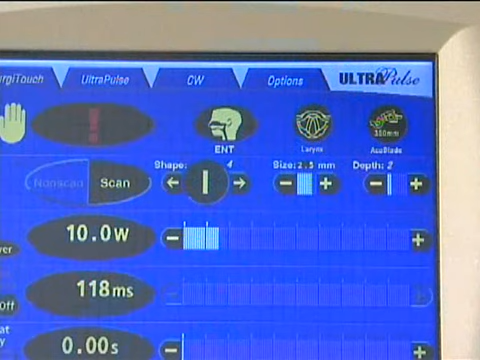 rgiTouch UltraPulse CW Options ULTRAPulse
ENT Larynx AcuBlade
Shape: 4 Size: 2.5 mm Depth: 2
Nonscan Scan
10.0W
118ms
Off
0.00s